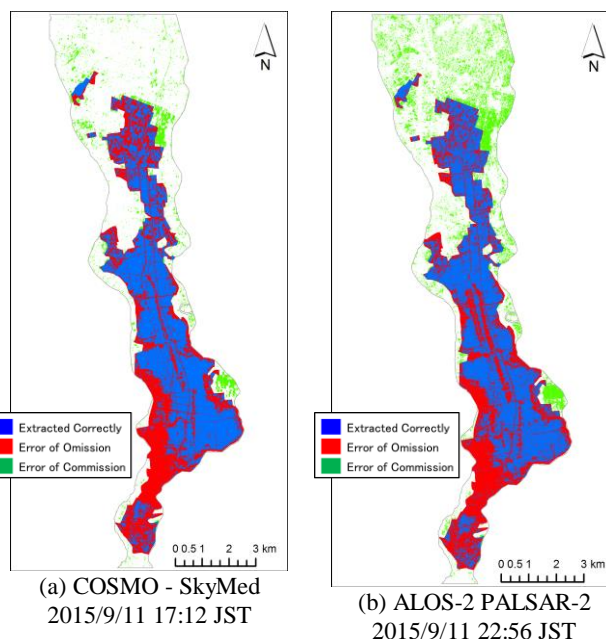 N
Extracted Correctly
Error of Omission
Error of Commission
0 0.5 1 2 3 km
(a) COSMO - SkyMed
2015/9/11 17:12 JST
N
Extracted Correctly
Error of Omission
Error of Commission
0 0.5 1 2 3 km
(b) ALOS-2 PALSAR-2
2015/9/11 22:56 JST